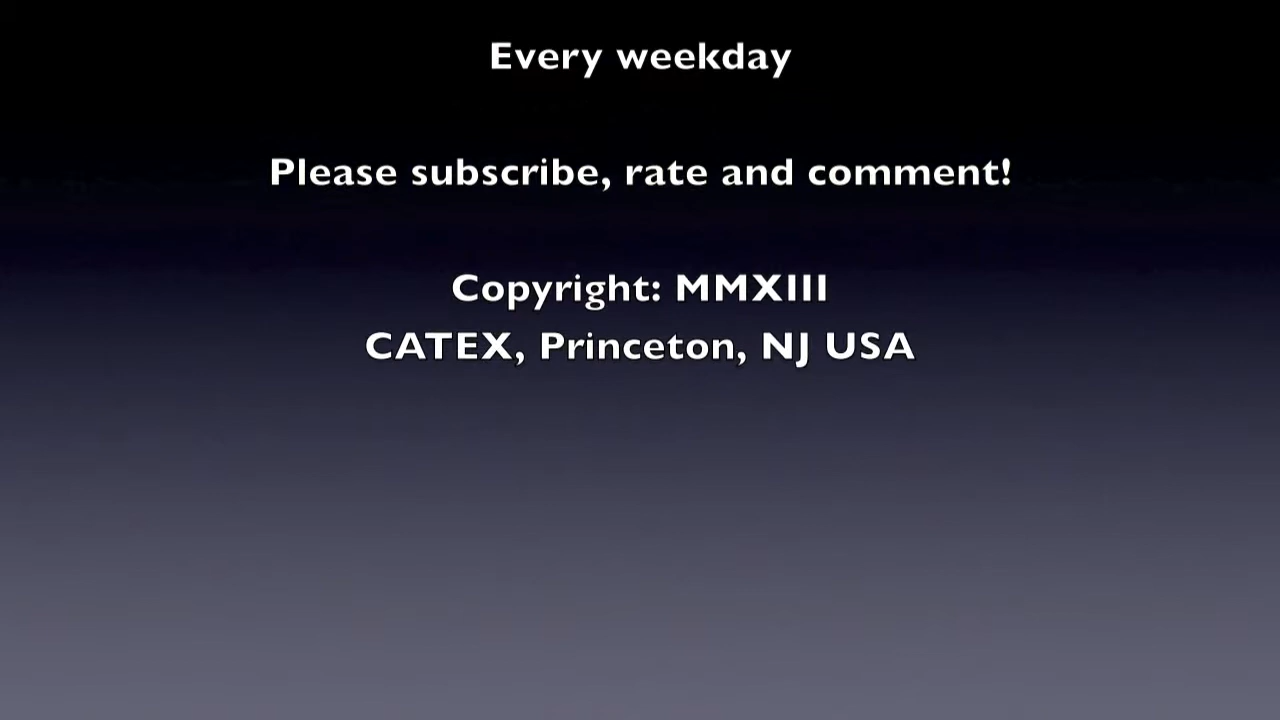 Every weekday
Please subscribe, rate and comment!
Copyright: MMXIII
CATEX, Princeton, NJ USA